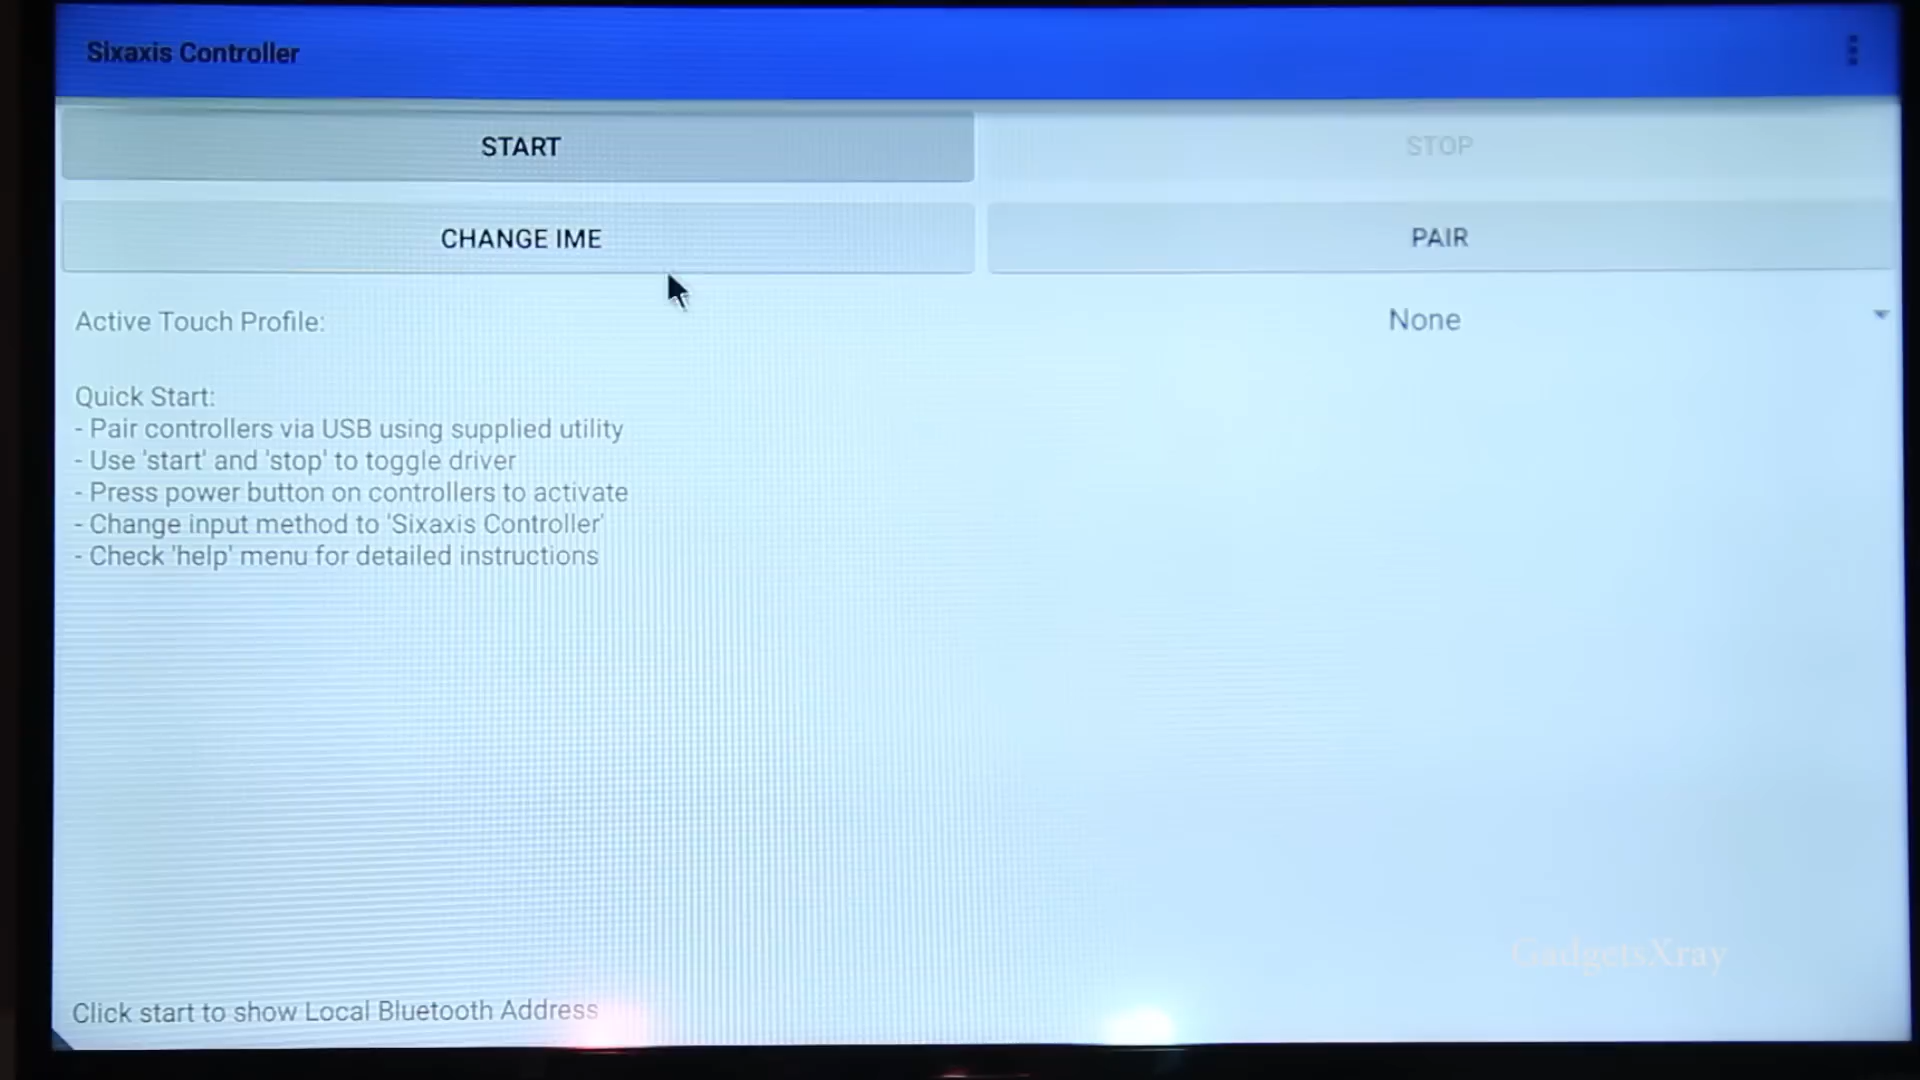 Sixaxis Controller
START
STOP
CHANGE IME
PAIR
Active Touch Profile:
None
Quick Start:
- Pair controllers via USB using supplied utility
- Use 'start' and 'stop' to toggle driver
- Press power button on controllers to activate
- Change input method to 'Sixaxis Controller'
- Check 'help' menu for detailed instructions
GadgetsXray
Click start to show Local Bluetooth Address